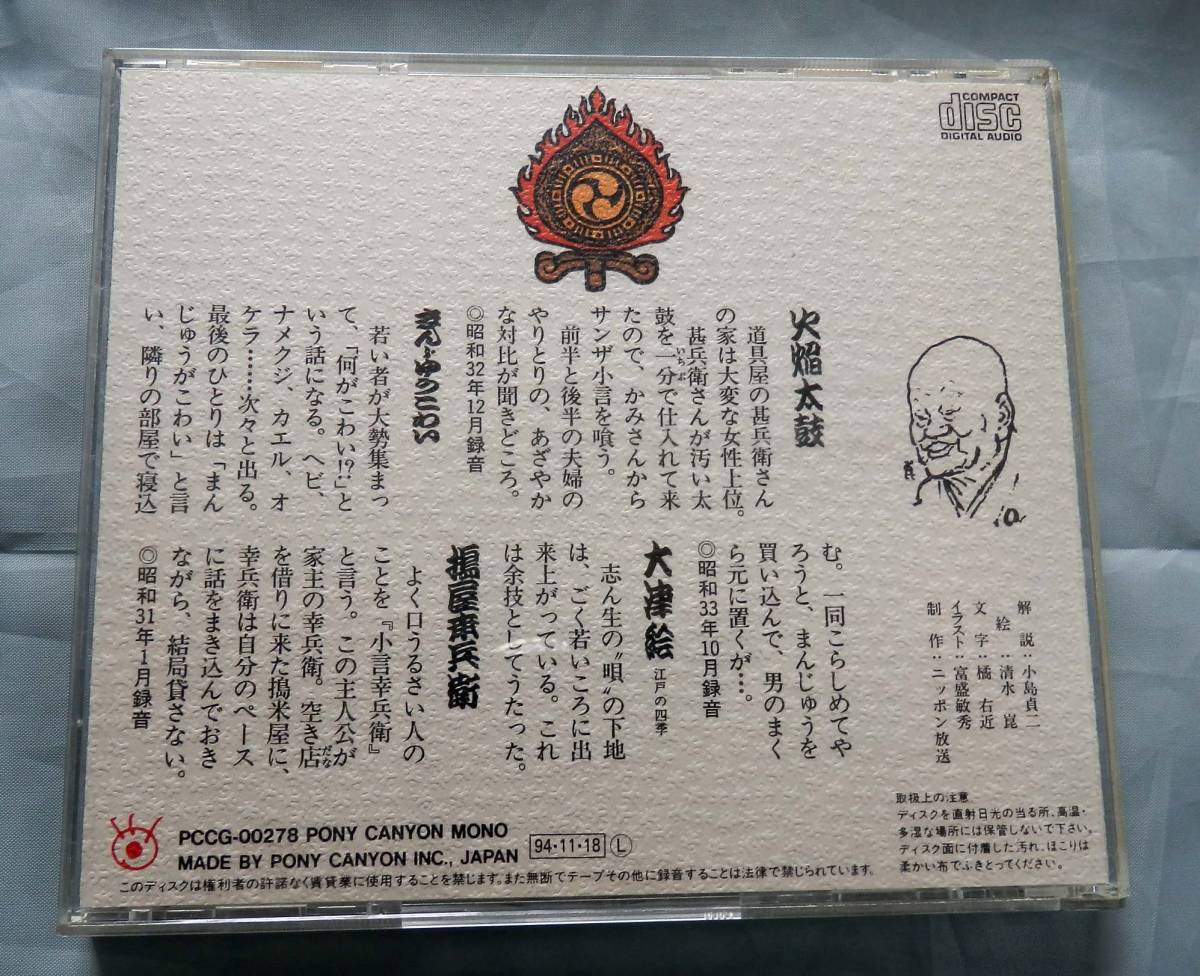 COMPACT
disc
DIGITAL AUDIO
火焔太鼓
道具屋の甚兵衛さん
の家は大変な女性上位。
甚兵衛さんが汚い太
鼓を一分で仕入れて来
いちぶ
たので、かみさんから
サンザ小言を喰う。
前半と後半の夫婦の
やりとりの、あざやか
な対比が聞きどころ。
◎昭和32年12月録音
まんじゅうこわい
若い者が大勢集まっ
て、「何がこわい!?」と
いう話になる。ヘビ、
ナメクジ、カエル、オ
ケラ……次々と出る。
最後のひとりは「まん
じゅうがこわい」と言
い、隣りの部屋で寝込
む。一同こらしめてや
ろうと、まんじゅうを
買い込んで、男のまく
ら元に置くが…。
◎昭和33年10月録音
大津絵 江戸の四季
志ん生の〝唄〟の下地
は、ごく若いころに出
来上がっている。これ
は余技としてうたった。
搗屋幸兵衛
よく口うるさい人の
ことを『小言幸兵衛』
と言う。この主人公が
家主の幸兵衛。空き店
だな
を借りに来た搗米屋に、
幸兵衛は自分のペース
に話をまき込んでおき
ながら、結局貸さない。
◎昭和31年1月録音
解説:小島貞二
絵:清水崑
文字:橘右近
イラスト:富盛敏秀
制作:ニッポン放送
取扱上の注意
ディスクを直射日光の当る所、高温・
多湿な場所には保管しないで下さい。
ディスク面に付着した汚れ、ほこりは
柔かい布でふきとってください。
PCCG-00278 PONY CANYON MONO
MADE BY PONY CANYON INC., JAPAN
94・11・18 Ⓛ
このディスクは権利者の許諾なく賃貸業に使用することを禁じます。また無断でテープその他に録音することは法律で禁じられています。